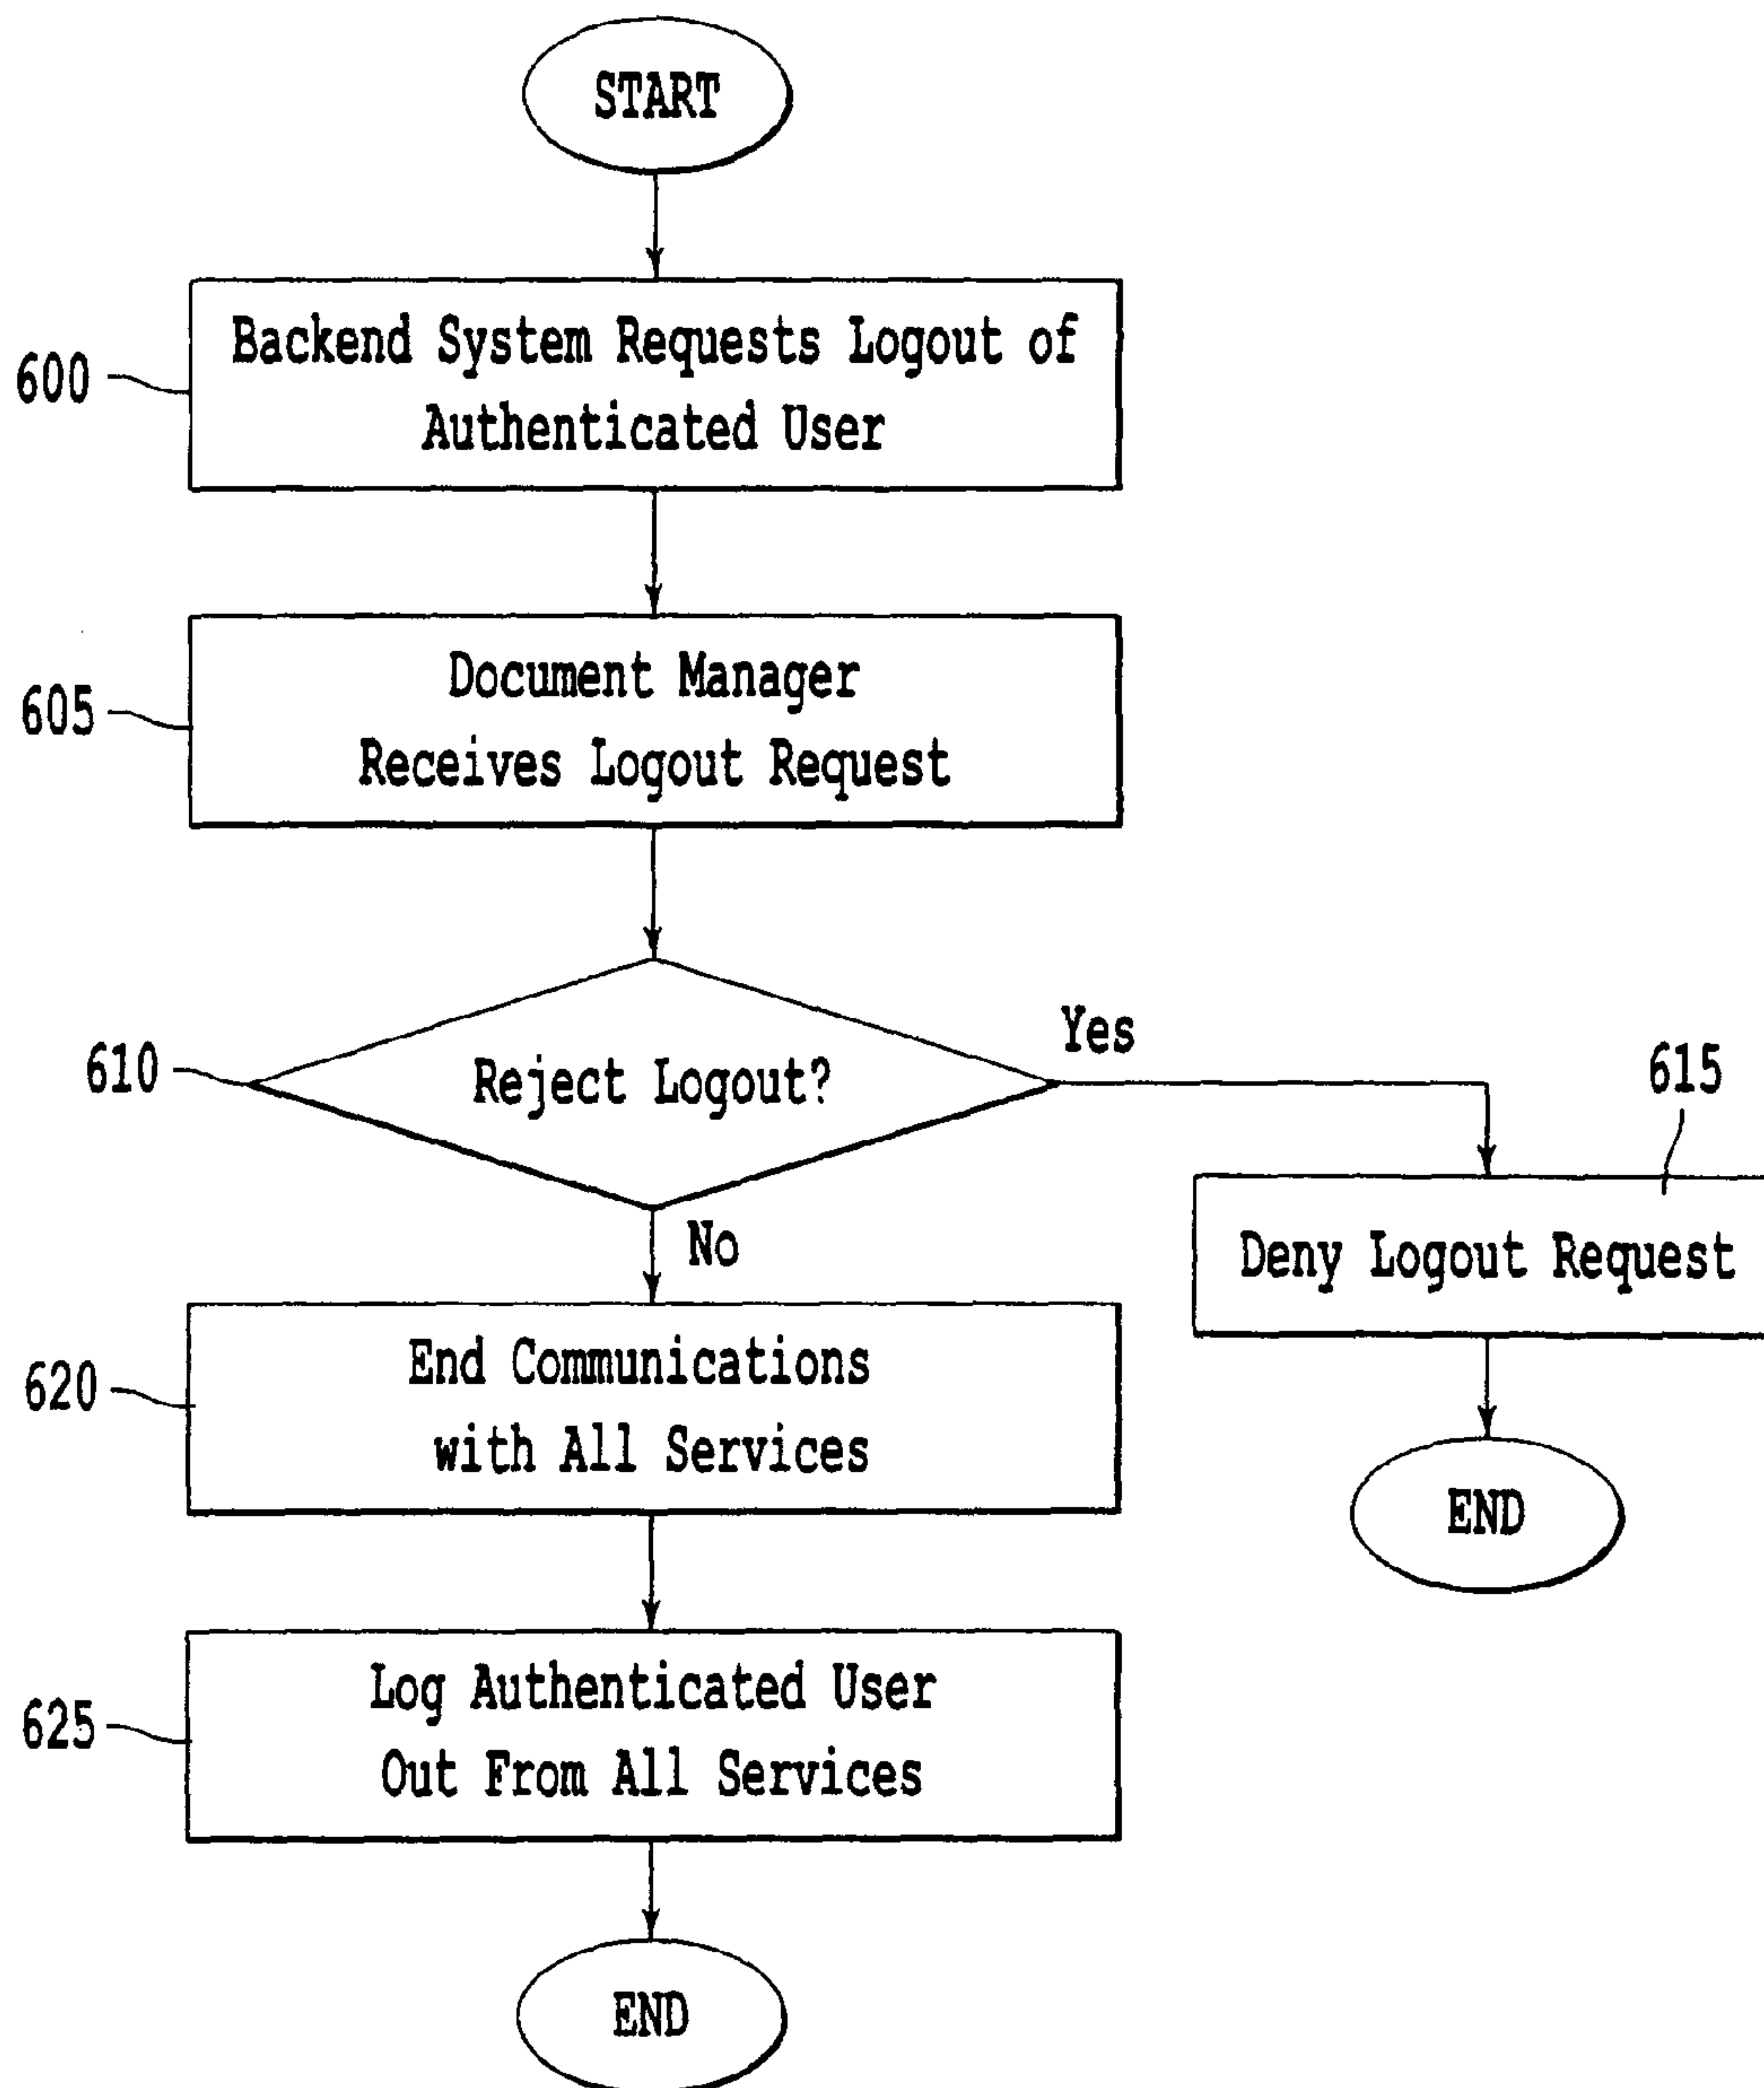 START
600
Backend System Requests Logout of
Authenticated User
605
Document Manager
Receives Logout Request
610
Reject Logout?
Yes
615
Deny Logout Request
END
No
620
End Communications
with All Services
625
Log Authenticated User
Out From All Services
END